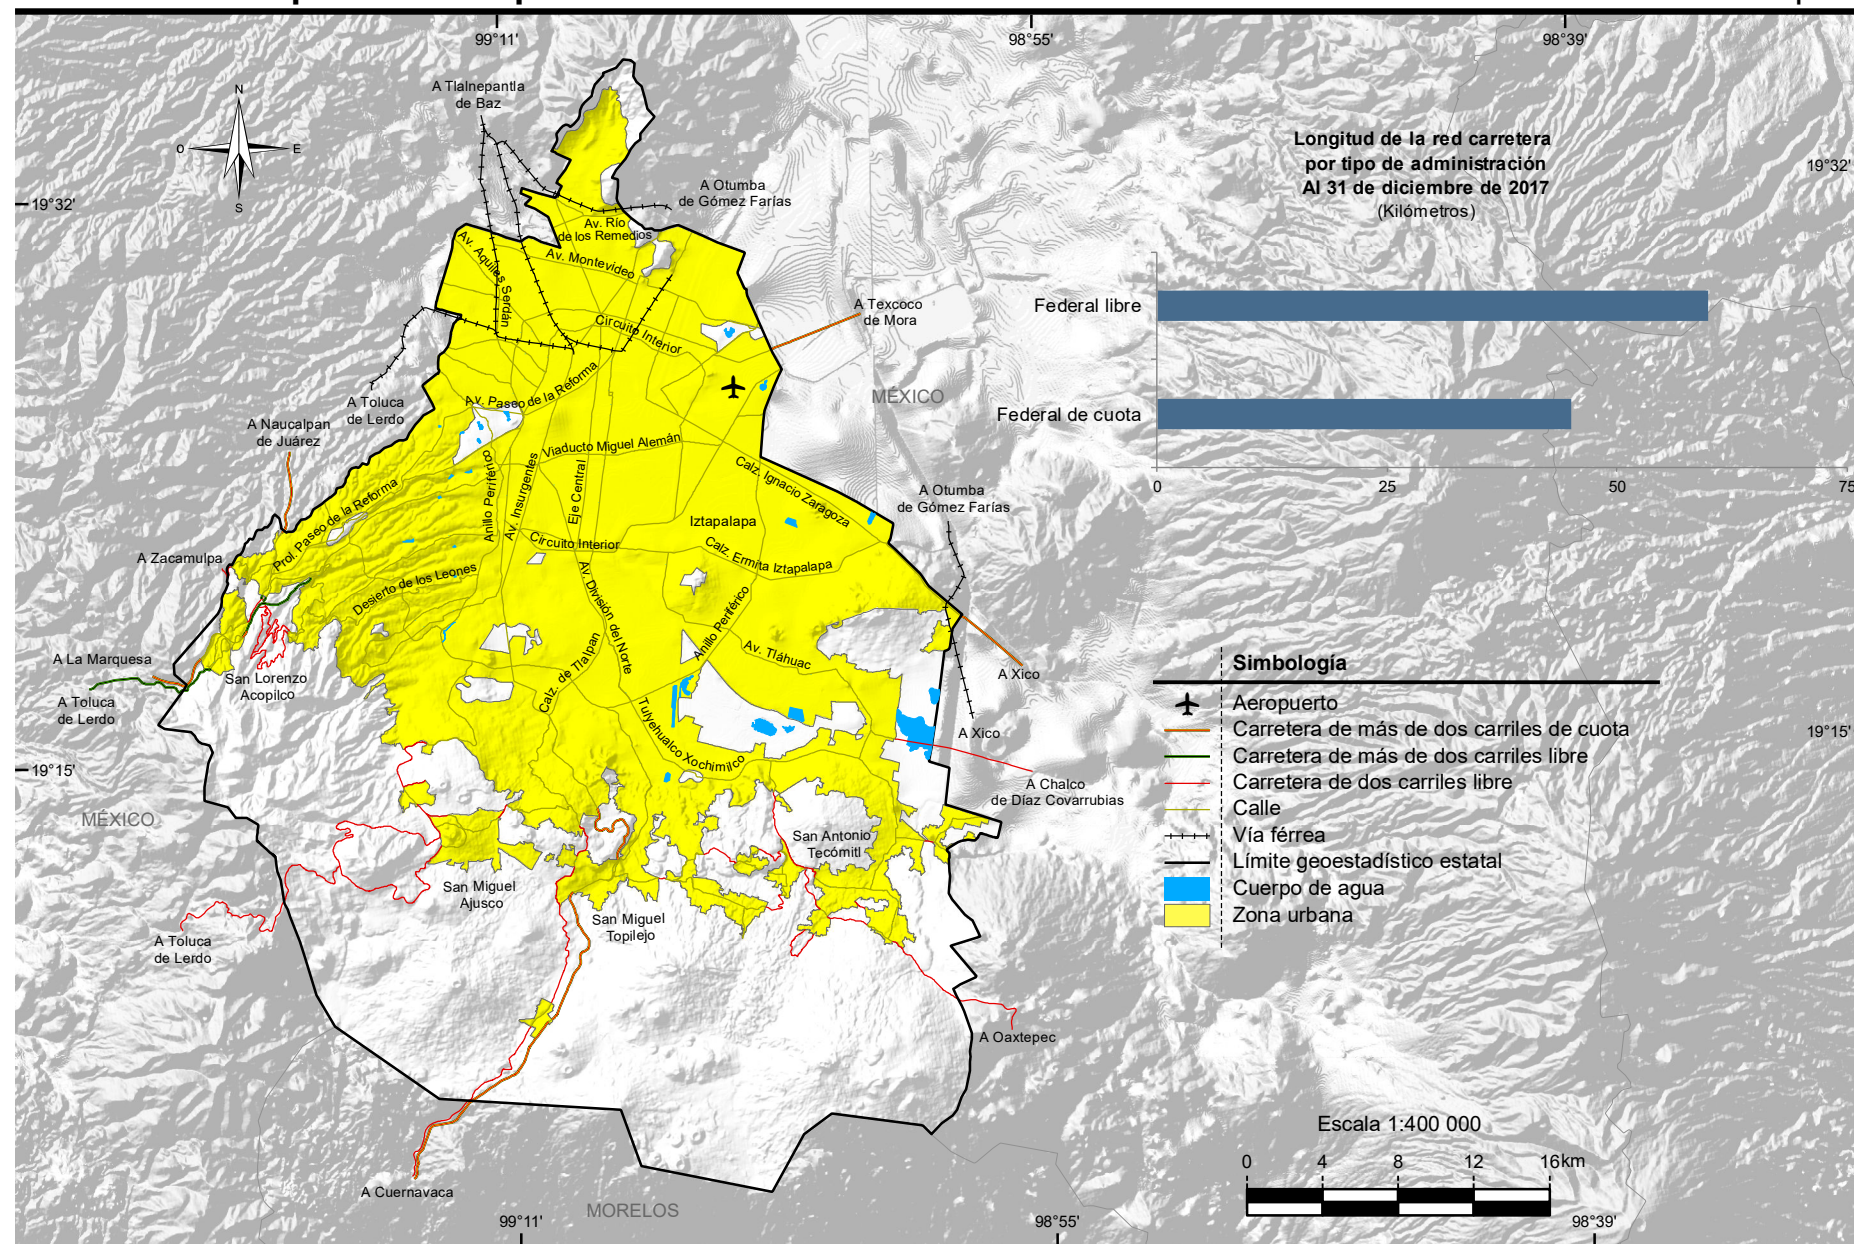 99°11'
98°55'
98°39'
A Tlalnepantla
de Baz
N
O
E
S
Longitud de la red carretera
por tipo de administración
Al 31 de diciembre de 2017
(Kilómetros)
19°32'
19°32'
A Otumba
de Gómez Farías
Av. Río
de los Remedios
Av. Montevideo
Av. Aquiles Serdán
Circuito Interior
A Texcoco
de Mora
Federal libre
Federal de cuota
0
25
50
75
MÉXICO
Av. Paseo de la Reforma
A Toluca
de Lerdo
A Naucalpan
de Juárez
Viaducto Miguel Alemán
Anillo Periférico
Av. Insurgentes
Eje Central
Calz. Ignacio Zaragoza
A Otumba
de Gómez Farías
Prol. Paseo de la Reforma
Iztapalapa
Circuito Interior
Calz. Ermita Iztapalapa
A Zacamulpa
Desierto de los Leones
Av. División del Norte
Anillo Periférico
Av. Tláhuac
Calz. de Tlalpan
A La Marquesa
San Lorenzo
Acopilco
A Toluca
de Lerdo
A Xico
A Xico
Tulyehualco Xochimilco
Simbología
Aeropuerto
Carretera de más de dos carriles de cuota
Carretera de más de dos carriles libre
Carretera de dos carriles libre
Calle
Vía férrea
Límite geoestadístico estatal
Cuerpo de agua
Zona urbana
19°15'
19°15'
A Chalco
de Díaz Covarrubias
MÉXICO
San Antonio
Tecómitl
San Miguel
Ajusco
San Miguel
Topilejo
A Toluca
de Lerdo
A Oaxtepec
Escala 1:400 000
0
4
8
12
16km
A Cuernavaca
MORELOS
99°11'
98°55'
98°39'